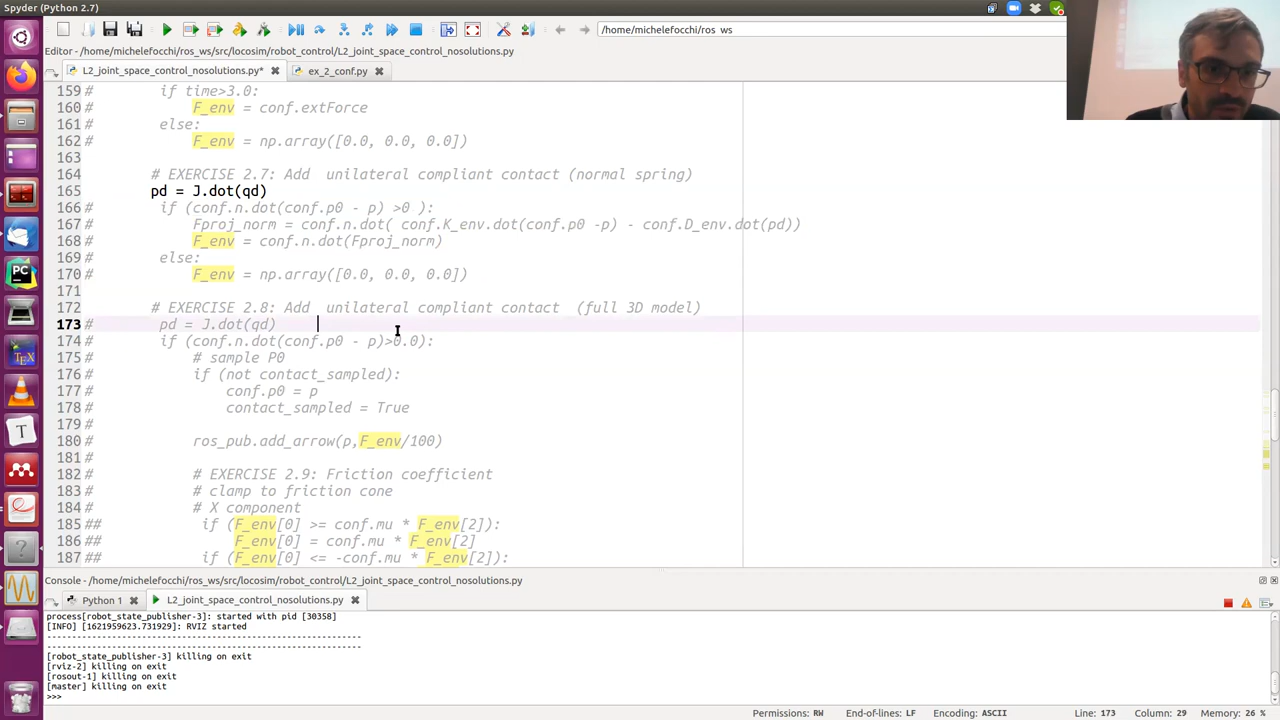 Spyder (Python 2.7)
/home/michelefocchi/ros_ws
Editor - /home/michelefocchi/ros_ws/src/locosim/robot_control/L2_joint_space_control_nosolutions.py
L2_joint_space_control_nosolutions.py*
ex_2_conf.py
159 # if time>3.0:
160 # F_env = conf.extForce
161 # else:
162 # F_env = np.array([0.0, 0.0, 0.0])
163
164 # EXERCISE 2.7: Add unilateral compliant contact (normal spring)
165 pd = J.dot(qd)
166 # if (conf.n.dot(conf.p0 - p) >0 ):
167 # Fproj_norm = conf.n.dot( conf.K_env.dot(conf.p0 -p) - conf.D_env.dot(pd))
168 # F_env = conf.n.dot(Fproj_norm)
169 # else:
170 # F_env = np.array([0.0, 0.0, 0.0])
171
172 # EXERCISE 2.8: Add unilateral compliant contact (full 3D model)
173 # pd = J.dot(qd)
174 # if (conf.n.dot(conf.p0 - p)>0.0):
175 # # sample P0
176 # if (not contact_sampled):
177 # conf.p0 = p
178 # contact_sampled = True
179 #
180 # ros_pub.add_arrow(p,F_env/100)
181 #
182 # # EXERCISE 2.9: Friction coefficient
183 # # clamp to friction cone
184 # # X component
185 ## if (F_env[0] >= conf.mu * F_env[2]):
186 ## F_env[0] = conf.mu * F_env[2]
187 ## if (F_env[0] <= -conf.mu * F_env[2]):
Console - /home/michelefocchi/ros_ws/src/locosim/robot_control/L2_joint_space_control_nosolutions.py
Python 1
L2_joint_space_control_nosolutions.py
process[robot_state_publisher-3]: started with pid [30358]
[INFO] [1621959623.731929]: RVIZ started
[robot_state_publisher-3] killing on exit
[rviz-2] killing on exit
[rosout-1] killing on exit
[master] killing on exit
>>>
Permissions: RW End-of-lines: LF Encoding: ASCII Line: 173 Column: 29 Memory: 26 %